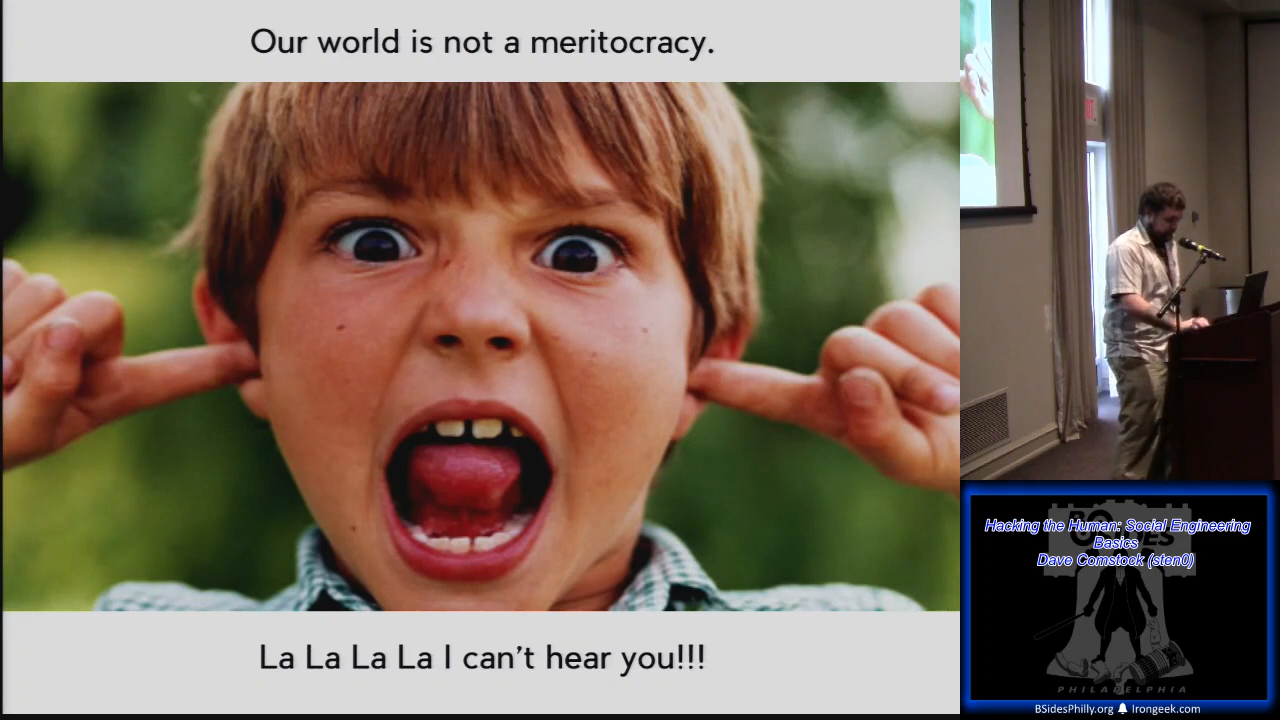 Our world is not a meritocracy.
La La La La I can't hear you!!!
Hacking the Human: Social Engineering
Basics
Dave Comstock (sten0)
PHILADELPHIA
BSidesPhilly.org Irongeek.com